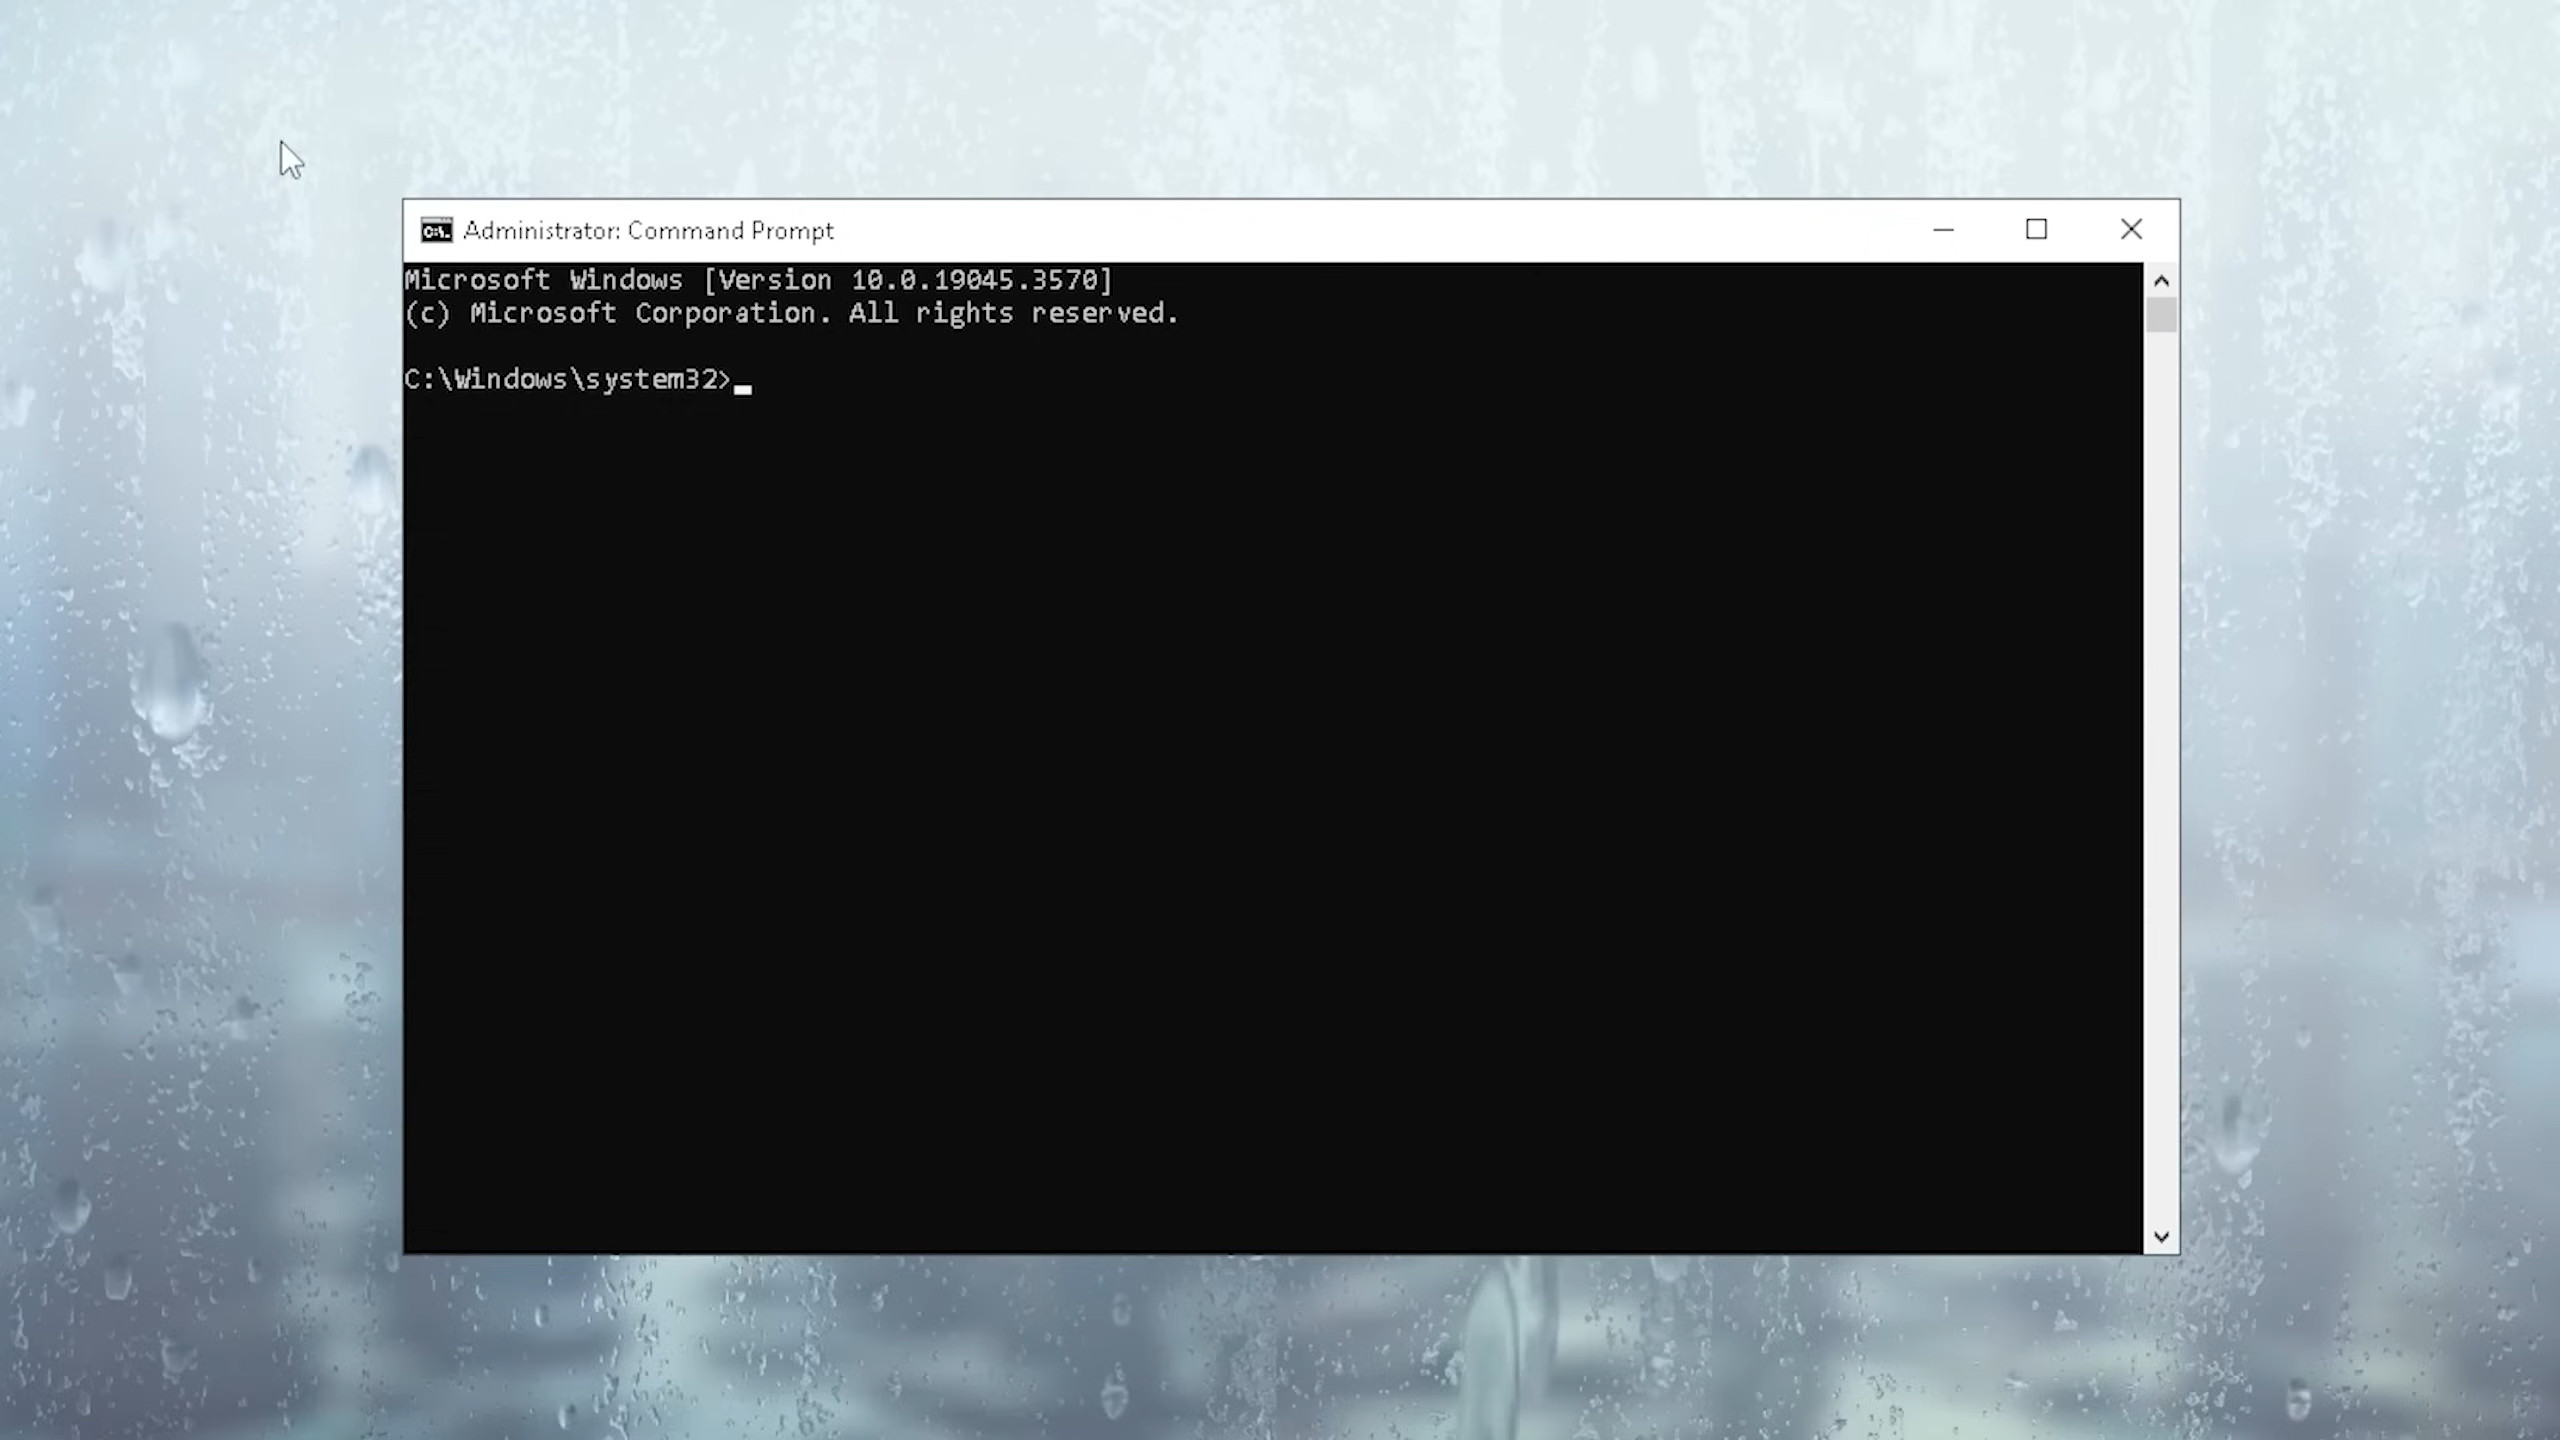 Administrator: Command Prompt
Microsoft Windows [Version 10.0.19045.3570]
(c) Microsoft Corporation. All rights reserved.
C:\Windows\system32>